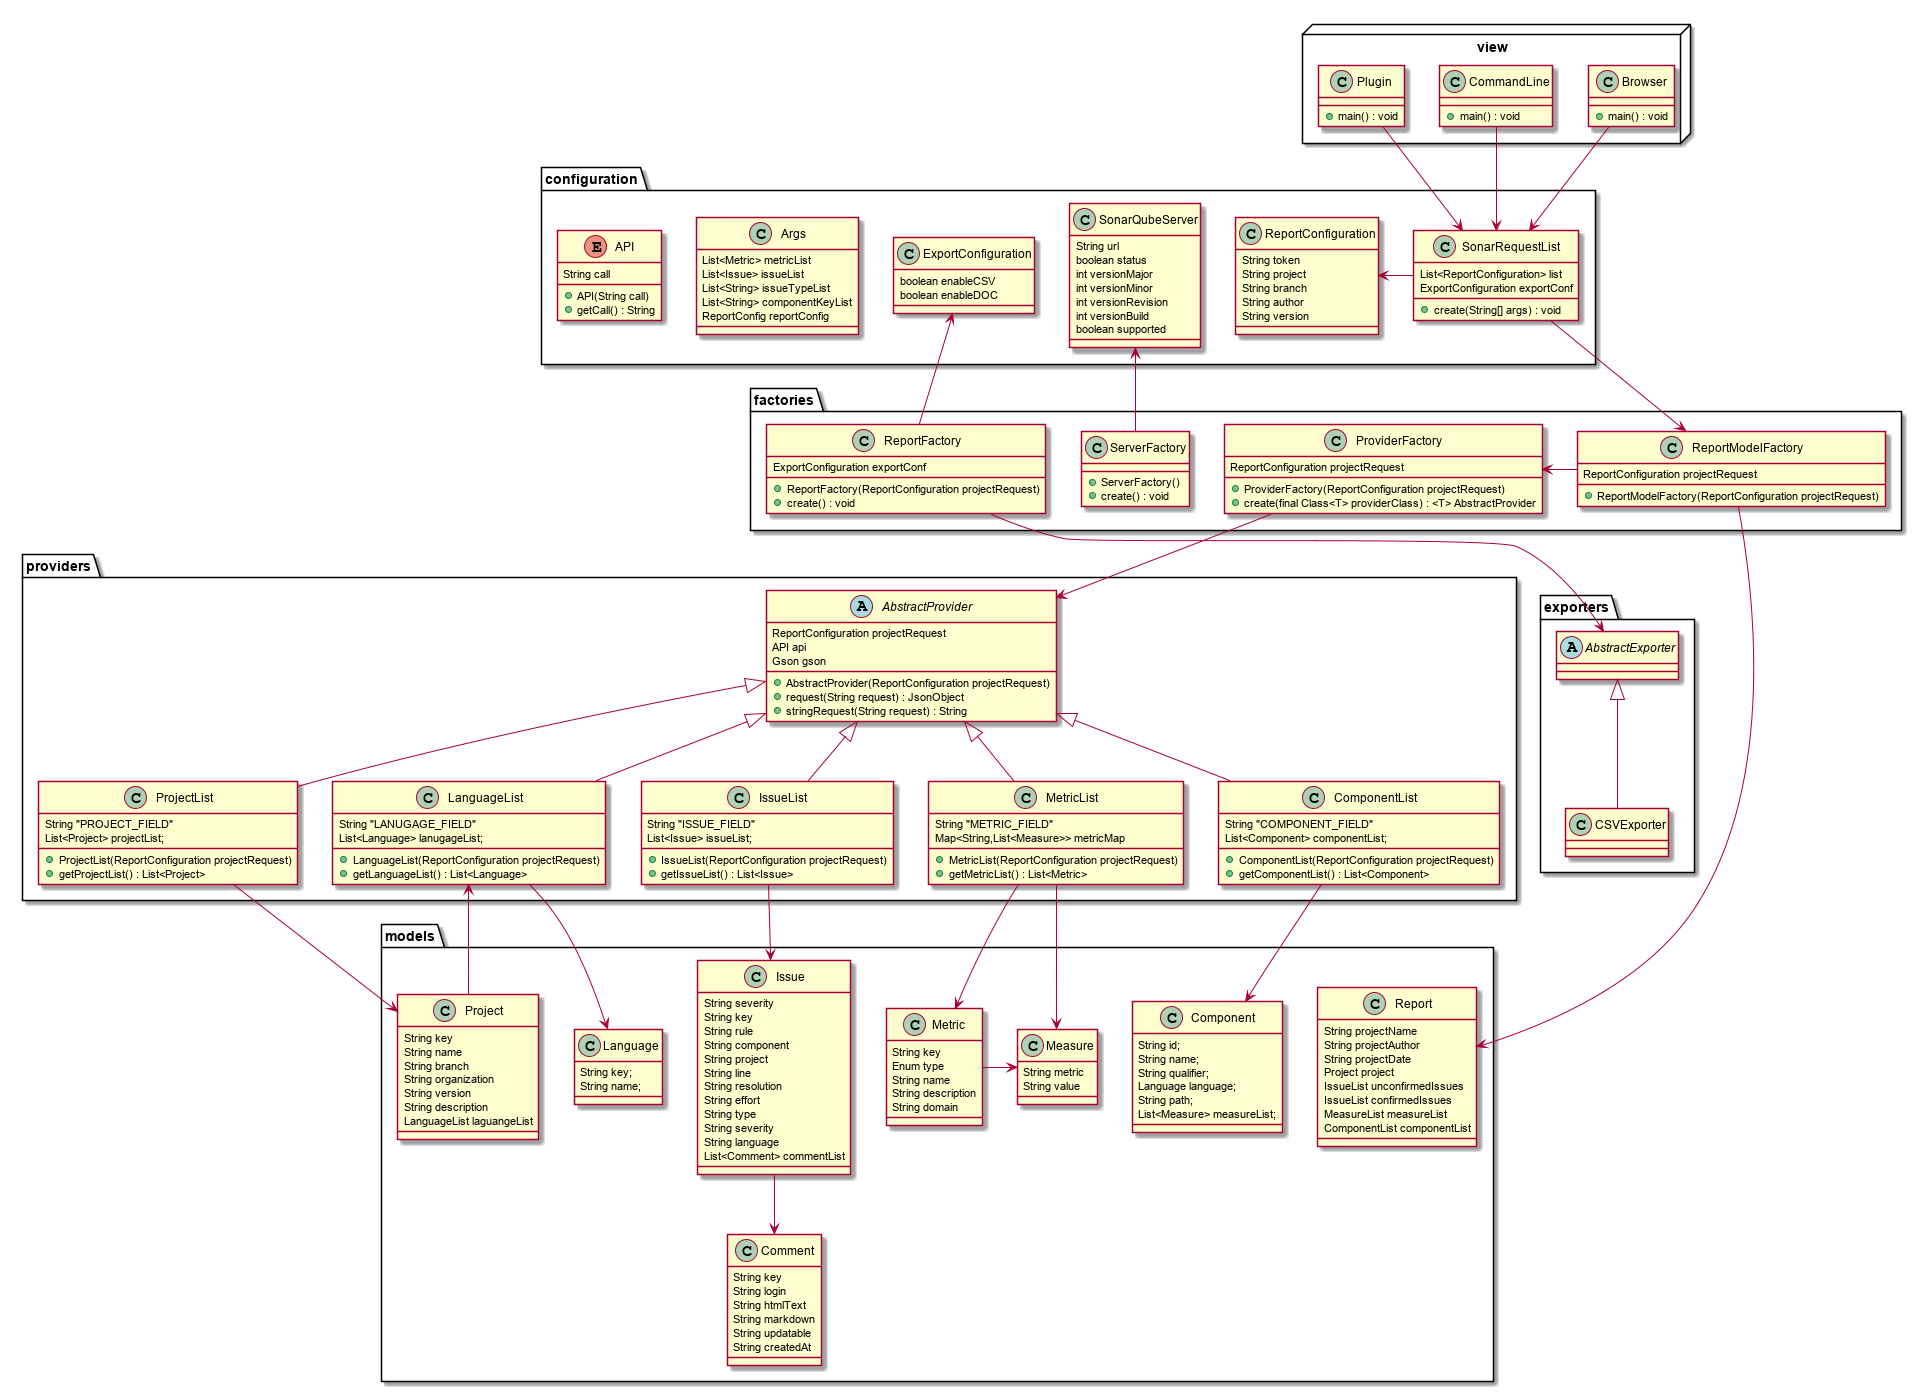 view
C Plugin
main() : void
C CommandLine
main() : void
C Browser
main() : void
configuration
E API
String call
API(String call)
getCall() : String
C Args
List<Metric> metricList
List<Issue> issueList
List<String> issueTypeList
List<String> componentKeyList
ReportConfig reportConfig
C ExportConfiguration
boolean enableCSV
boolean enableDOC
C SonarQubeServer
String url
boolean status
int versionMajor
int versionMinor
int versionRevision
int versionBuild
boolean supported
C ReportConfiguration
String token
String project
String branch
String author
String version
C SonarRequestList
List<ReportConfiguration> list
ExportConfiguration exportConf
create(String[] args) : void
factories
C ReportFactory
ExportConfiguration exportConf
ReportFactory(ReportConfiguration projectRequest)
create() : void
C ServerFactory
ServerFactory()
create() : void
C ProviderFactory
ReportConfiguration projectRequest
ProviderFactory(ReportConfiguration projectRequest)
create(final Class<T> providerClass) : <T> AbstractProvider
C ReportModelFactory
ReportConfiguration projectRequest
ReportModelFactory(ReportConfiguration projectRequest)
providers
A AbstractProvider
ReportConfiguration projectRequest
API api
Gson gson
AbstractProvider(ReportConfiguration projectRequest)
request(String request) : JsonObject
stringRequest(String request) : String
exporters
A AbstractExporter
C CSVExporter
C ProjectList
String "PROJECT_FIELD"
List<Project> projectList;
ProjectList(ReportConfiguration projectRequest)
getProjectList() : List<Project>
C LanguageList
String "LANUGAGE_FIELD"
List<Language> lanugageList;
LanguageList(ReportConfiguration projectRequest)
getLanguageList() : List<Language>
C IssueList
String "ISSUE_FIELD"
List<Issue> issueList;
IssueList(ReportConfiguration projectRequest)
getIssueList() : List<Issue>
C MetricList
String "METRIC_FIELD"
Map<String,List<Measure>> metricMap
MetricList(ReportConfiguration projectRequest)
getMetricList() : List<Metric>
C ComponentList
String "COMPONENT_FIELD"
List<Component> componentList;
ComponentList(ReportConfiguration projectRequest)
getComponentList() : List<Component>
models
C Project
String key
String name
String branch
String organization
String version
String description
LanguageList laguangeList
C Language
String key;
String name;
C Issue
String severity
String key
String rule
String component
String project
String line
String resolution
String effort
String type
String severity
String language
List<Comment> commentList
C Metric
String key
Enum type
String name
String description
String domain
C Measure
String metric
String value
C Component
String id;
String name;
String qualifier;
Language language;
String path;
List<Measure> measureList;
C Report
String projectName
String projectAuthor
String projectDate
Project project
IssueList unconfirmedIssues
IssueList confirmedIssues
MeasureList measureList
ComponentList componentList
C Comment
String key
String login
String htmlText
String markdown
String updatable
String createdAt